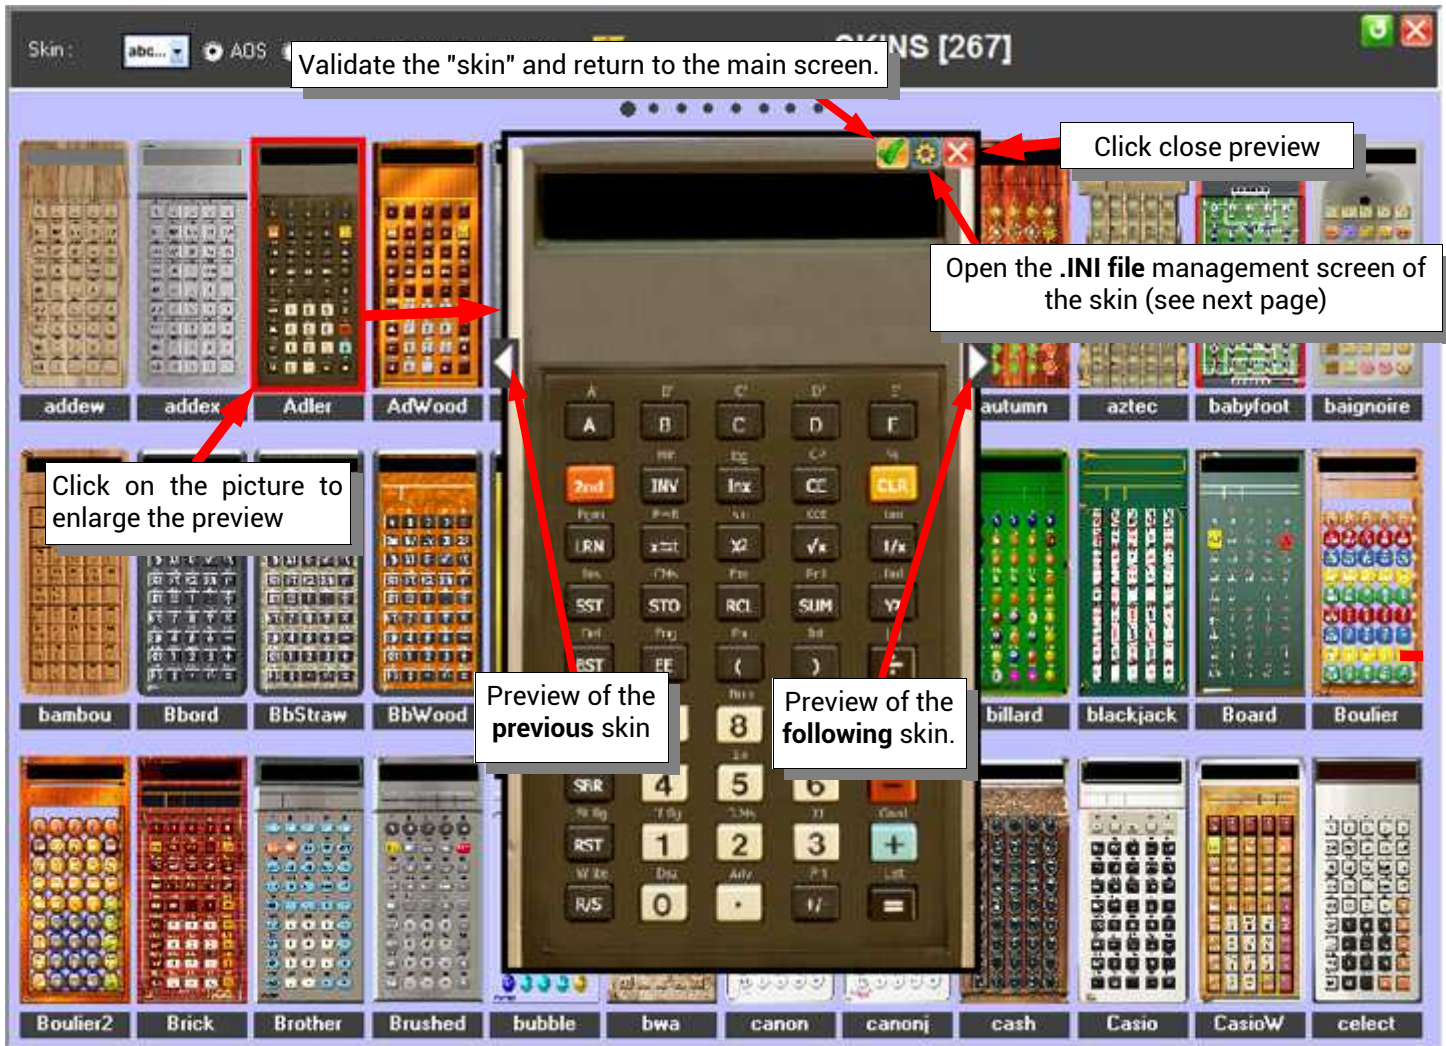 Skin :
abc...
AOS
SKINS [267]
Validate the "skin" and return to the main screen.
Click close preview
Open the .INI file management screen of
the skin (see next page)
addew
addex
Adler
AdWood
autumn
aztec
babyfoot
baignoire
Click on the picture to
enlarge the preview
A B C D E
2nd INV lnx CE CLR
LRN x⇌t X² √x 1/x
SST STO RCL SUM
BST EE ( ) ÷
bambou
Bbord
BbStraw
BbWood
billard
blackjack
Board
Boulier
Preview of the
previous skin
Preview of the
following skin.
8
SBR 4 5 6 −
RST 1 2 3 +
R/S 0 . +/- =
Boulier2
Brick
Brother
Brushed
bubble
bwa
canon
canonj
cash
Casio
CasioW
celect